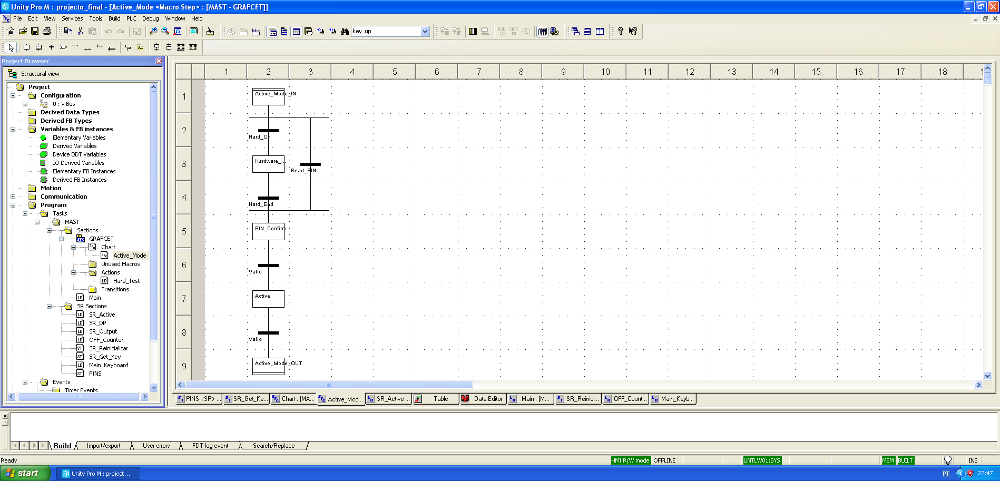 Unity Pro M : projecto_final - [Active_Mode <Macro Step> : [MAST - GRAFCET]]
File Edit View Services Tools Build PLC Debug Window Help
key_up
RUN STOP
Project Browser
Structural view
Project
Configuration
0 : X Bus
Derived Data Types
Derived FB Types
Variables & FB instances
Elementary Variables
Derived Variables
Device DDT Variables
IO Derived Variables
Elementary FB Instances
Derived FB Instances
Motion
Communication
Program
Tasks
MAST
Sections
GRAFCET
Chart
Active_Mode
Unused Macros
Actions
Hard_Test
Transitions
Main
SR Sections
SR_Active
SR_DP
SR_Output
OFF_Counter
SR_Reinicializar
SR_Get_Key
Main_Keyboard
PINS
Events
Timer Events
1 2 3 4 5 6 7 8 9 10 11 12 13 14 15 16 17 18 1
1
Active_Mode_IN
2
Hard_On
3
Hardware_...
Read_PIN
4
Hard_End
5
PIN_Confirm
6
Valid
7
Active
8
Valid
9
Active_Mode_OUT
PINS <SR> ... SR_Get_Ke... Chart : [MA... Active_Mod... SR_Active ... Table Data Editor Main : [M... SR_Reinici... OFF_Count... Main_Keyb...
Build Import/export User errors FDT log event Search/Replace
Ready HMI R/W mode OFFLINE UNTLW01:SYS MEM BUILT INS
start Unity Pro M : project... PT 22:47